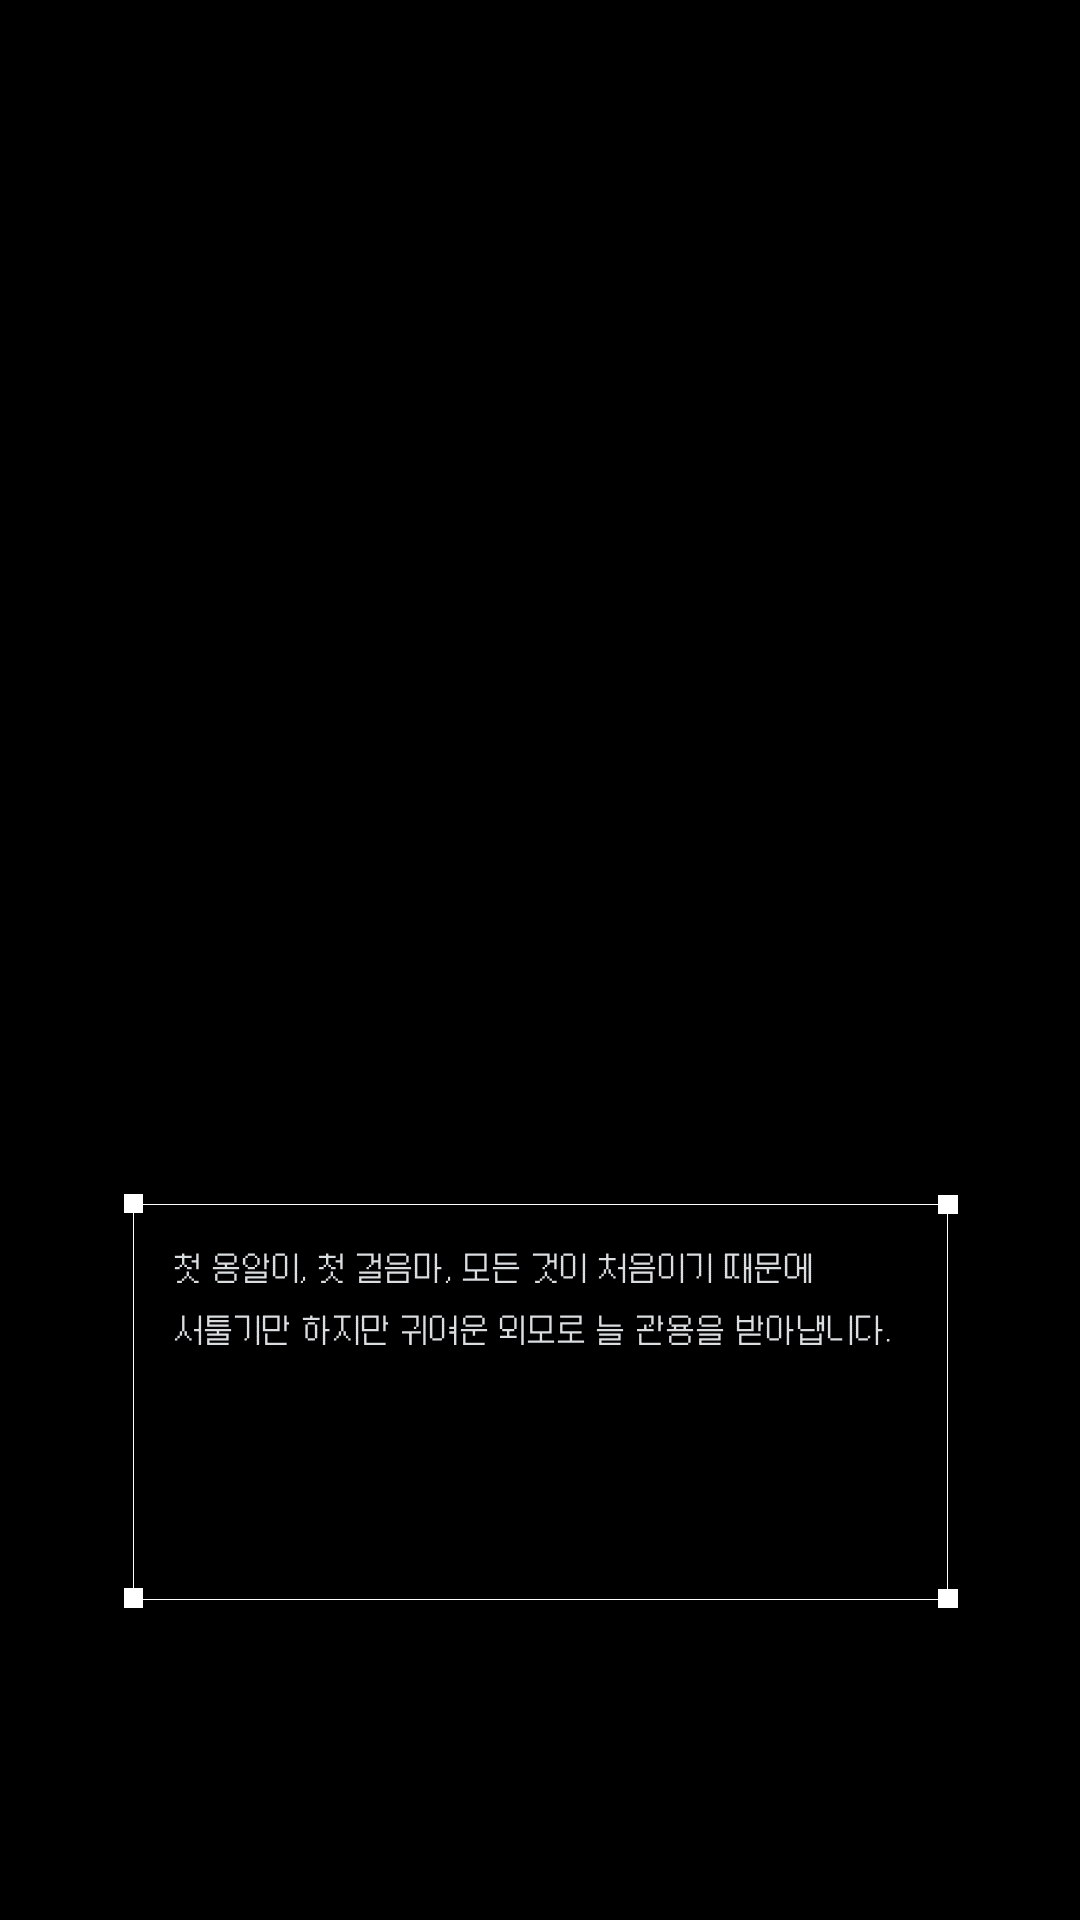 첫 옹알이, 첫 걸음마, 모든 것이 처음이기 때문에
서툴기만 하지만 귀여운 외모로 늘 관용을 받아냅니다.